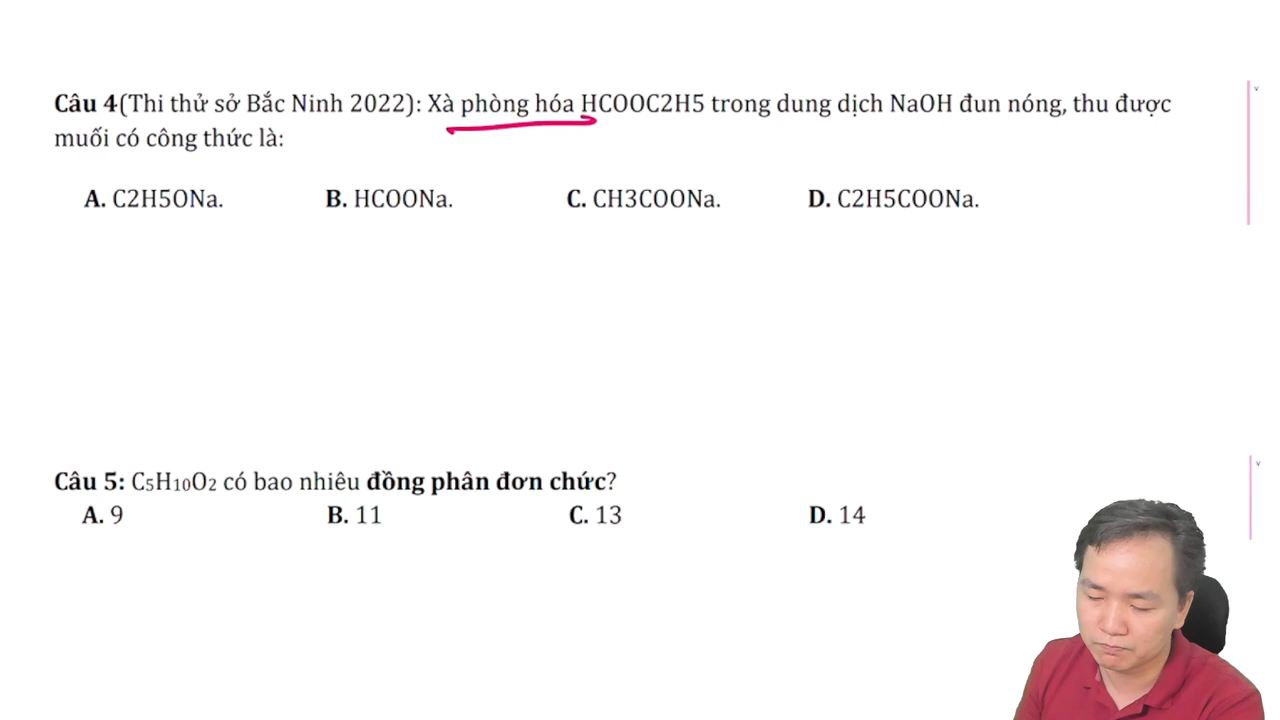 Câu 4(Thi thử sở Bắc Ninh 2022): Xà phòng hóa HCOOC2H5 trong dung dịch NaOH đun nóng, thu được
muối có công thức là:
A. C2H5ONa. B. HCOONa. C. CH3COONa. D. C2H5COONa.
Câu 5: C5H10O2 có bao nhiêu đồng phân đơn chức?
A. 9 B. 11 C. 13 D. 14